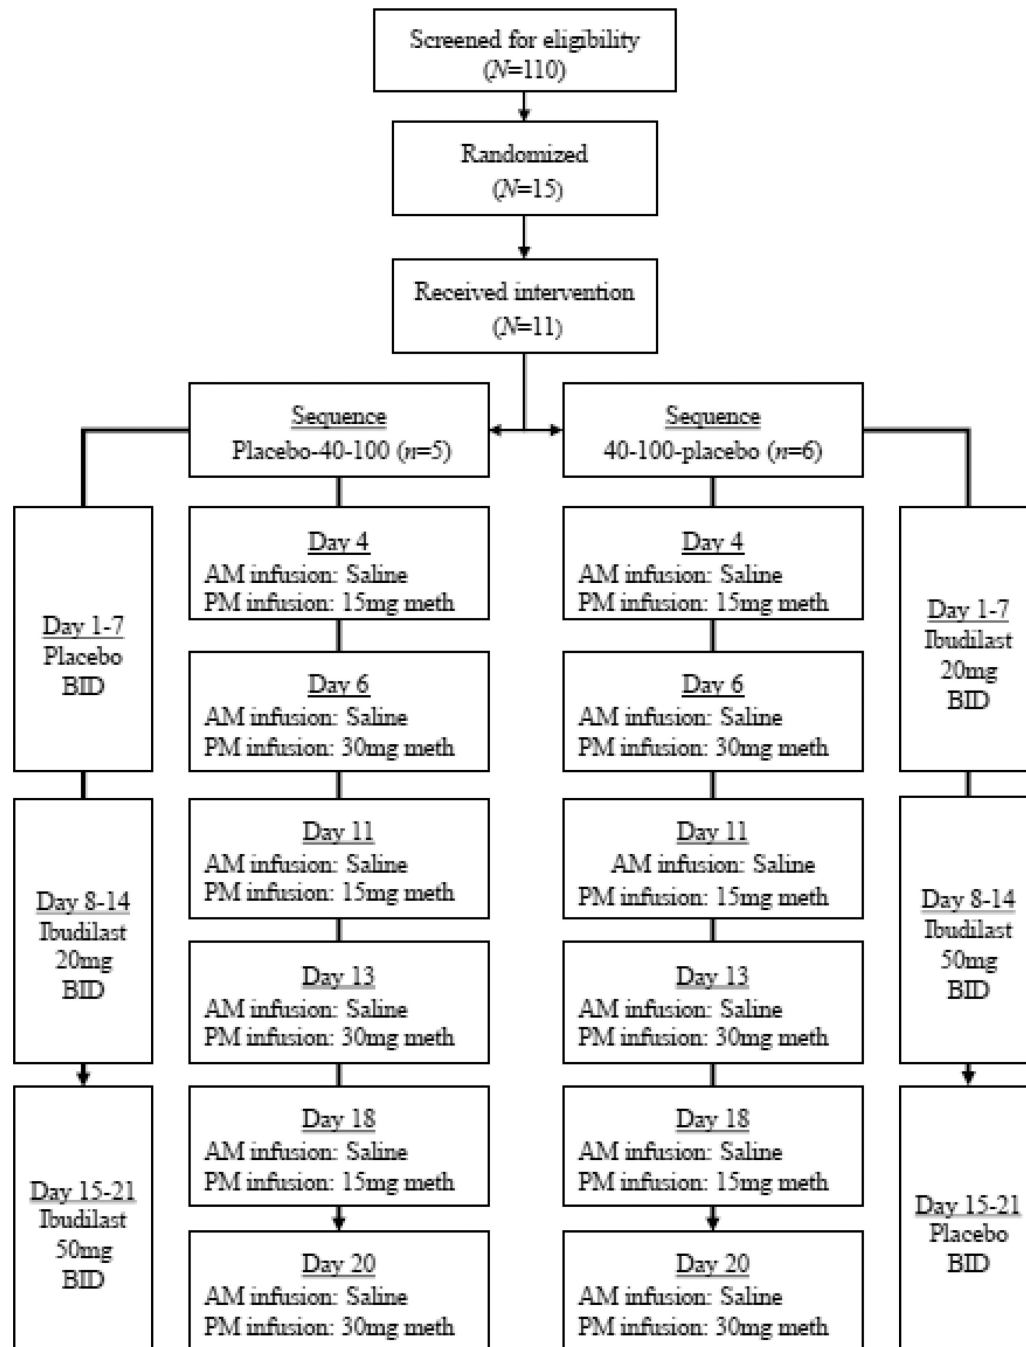 Screened for eligibility
(N=110)
Randomized
(N=15)
Received intervention
(N=11)
Sequence
Placebo-40-100 (n=5)
Sequence
40-100-placebo (n=6)
Day 1-7
Placebo
BID
Day 8-14
Ibudilast
20mg
BID
Day 15-21
Ibudilast
50mg
BID
Day 4
AM infusion: Saline
PM infusion: 15mg meth
Day 6
AM infusion: Saline
PM infusion: 30mg meth
Day 11
AM infusion: Saline
PM infusion: 15mg meth
Day 13
AM infusion: Saline
PM infusion: 30mg meth
Day 18
AM infusion: Saline
PM infusion: 15mg meth
Day 20
AM infusion: Saline
PM infusion: 30mg meth
Day 4
AM infusion: Saline
PM infusion: 15mg meth
Day 6
AM infusion: Saline
PM infusion: 30mg meth
Day 11
AM infusion: Saline
PM infusion: 15mg meth
Day 13
AM infusion: Saline
PM infusion: 30mg meth
Day 18
AM infusion: Saline
PM infusion: 15mg meth
Day 20
AM infusion: Saline
PM infusion: 30mg meth
Day 1-7
Ibudilast
20mg
BID
Day 8-14
Ibudilast
50mg
BID
Day 15-21
Placebo
BID